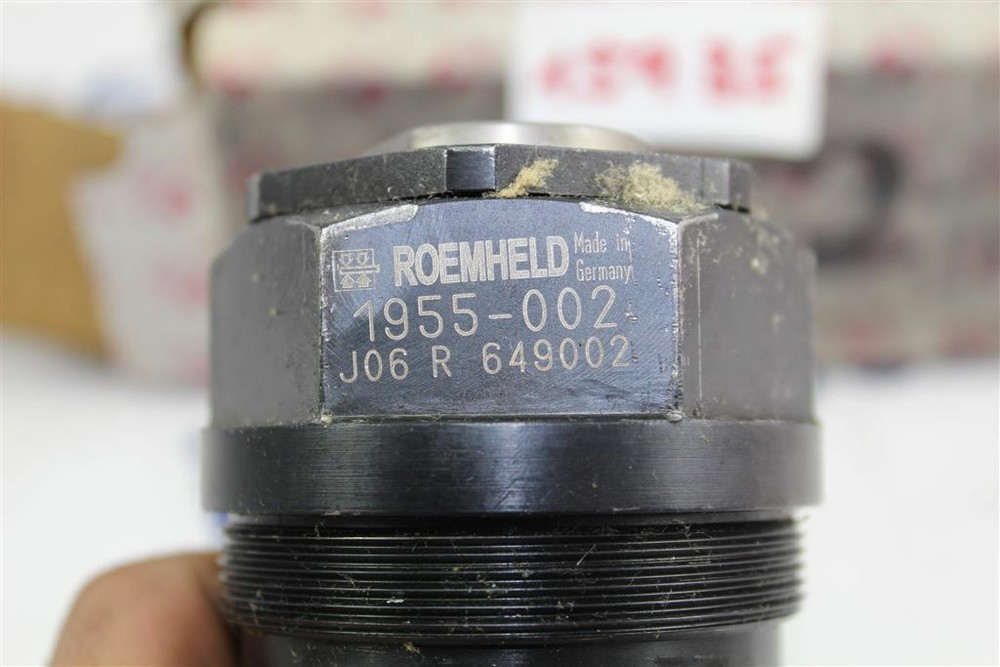 ROEMHELD Made in Germany
1955-002
J06 R 649002